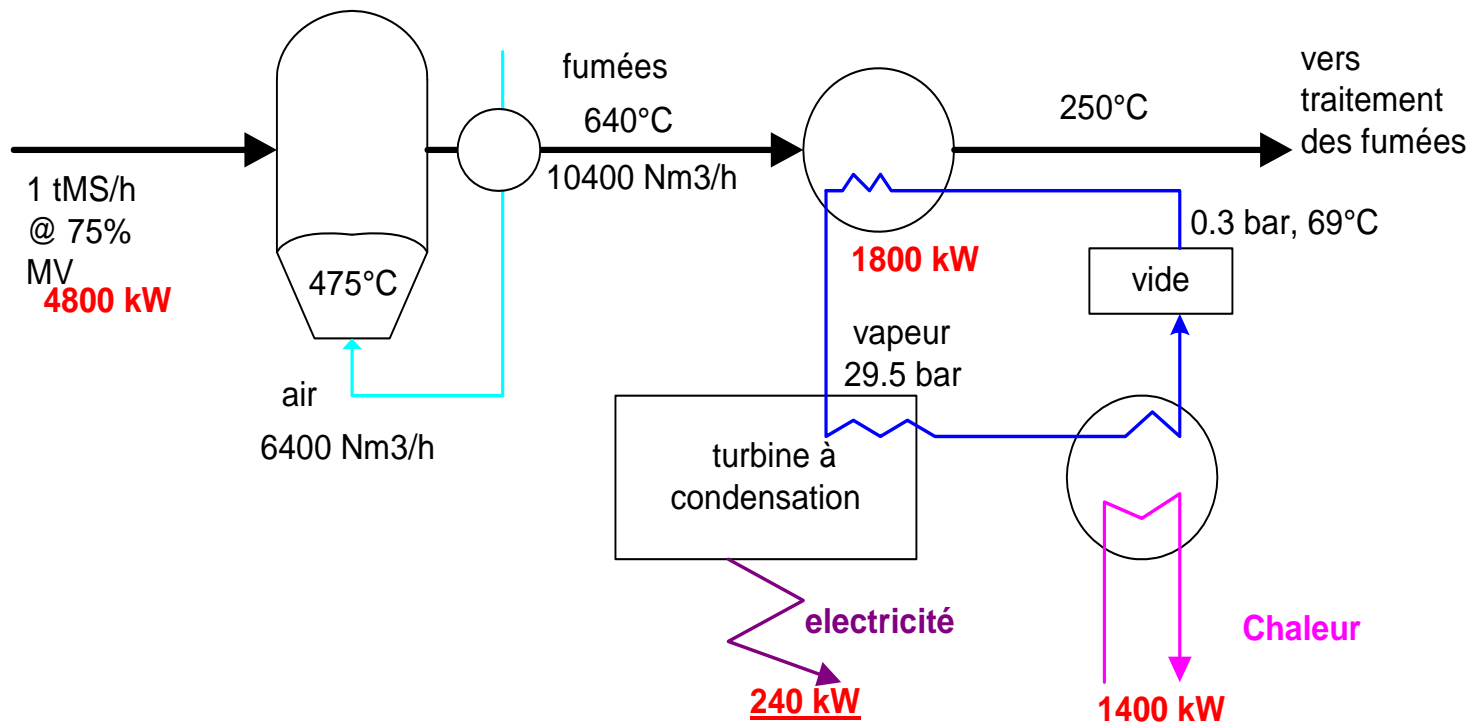 1 tMS/h
@ 75%
MV
4800 kW
475°C
air
6400 Nm3/h
fumées
640°C
10400 Nm3/h
250°C
vers
traitement
des fumées
1800 kW
0.3 bar, 69°C
vide
vapeur
29.5 bar
turbine à
condensation
electricité
240 kW
Chaleur
1400 kW